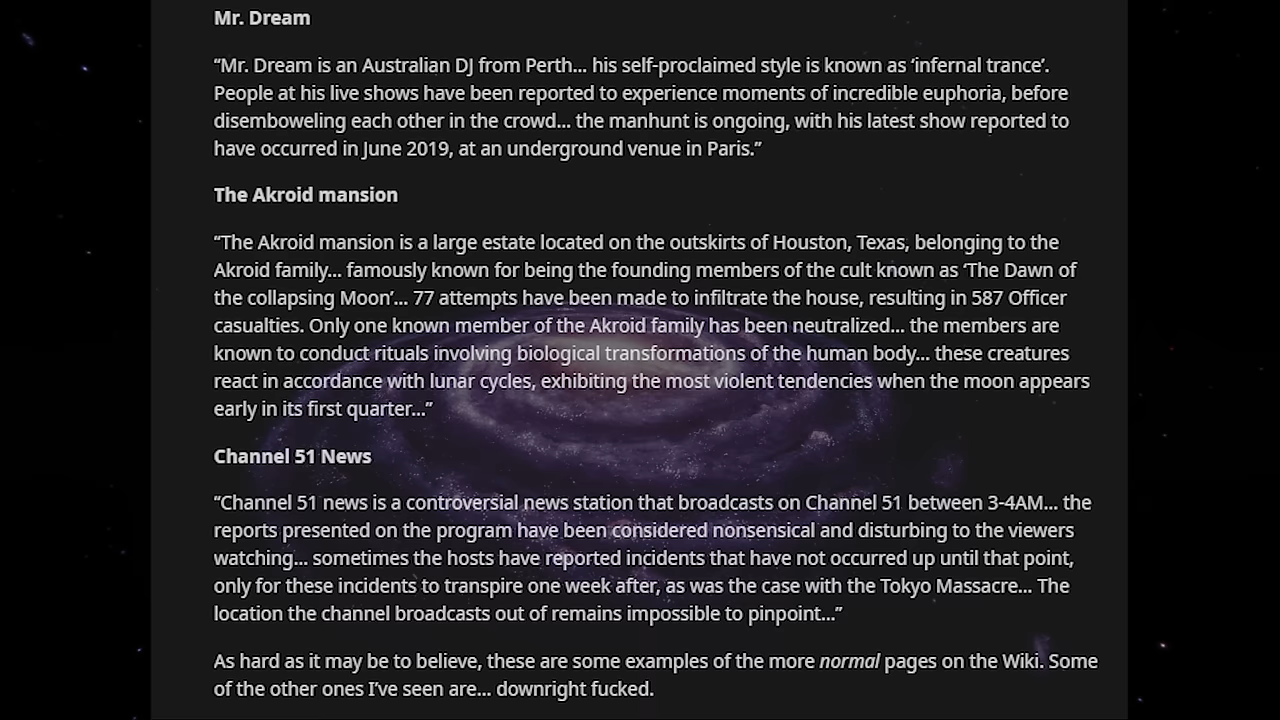 Mr. Dream
“Mr. Dream is an Australian DJ from Perth... his self-proclaimed style is known as ‘infernal trance’.
People at his live shows have been reported to experience moments of incredible euphoria, before
disemboweling each other in the crowd... the manhunt is ongoing, with his latest show reported to
have occurred in June 2019, at an underground venue in Paris.”
The Akroid mansion
“The Akroid mansion is a large estate located on the outskirts of Houston, Texas, belonging to the
Akroid family... famously known for being the founding members of the cult known as ‘The Dawn of
the collapsing Moon’... 77 attempts have been made to infiltrate the house, resulting in 587 Officer
casualties. Only one known member of the Akroid family has been neutralized... the members are
known to conduct rituals involving biological transformations of the human body... these creatures
react in accordance with lunar cycles, exhibiting the most violent tendencies when the moon appears
early in its first quarter...”
Channel 51 News
“Channel 51 news is a controversial news station that broadcasts on Channel 51 between 3-4AM... the
reports presented on the program have been considered nonsensical and disturbing to the viewers
watching... sometimes the hosts have reported incidents that have not occurred up until that point,
only for these incidents to transpire one week after, as was the case with the Tokyo Massacre... The
location the channel broadcasts out of remains impossible to pinpoint...”
As hard as it may be to believe, these are some examples of the more normal pages on the Wiki. Some
of the other ones I’ve seen are... downright fucked.